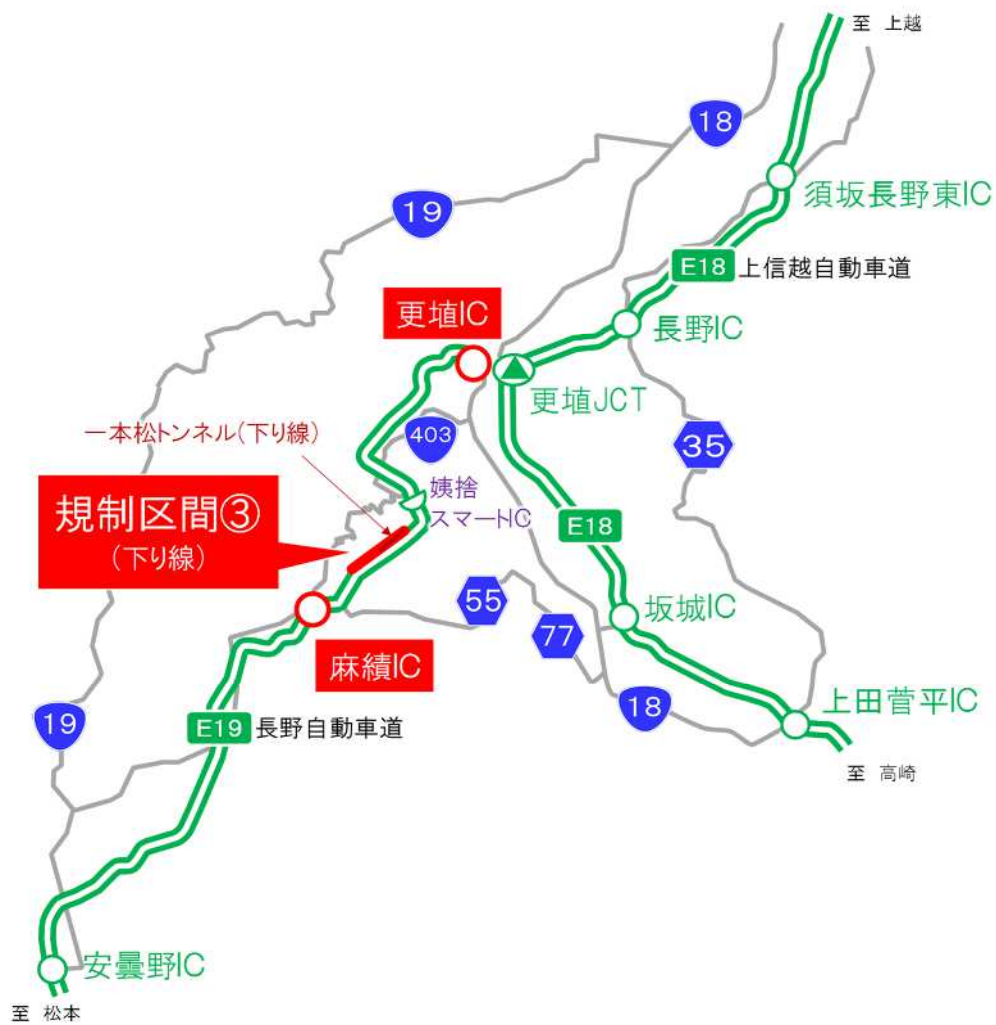 至 上越
18
須坂長野東IC
19
E18 上信越自動車道
更埴IC
長野IC
更埴JCT
一本松トンネル(下り線)
403
35
姨捨
スマートIC
規制区間③
(下り線)
E18
55
坂城IC
77
麻績IC
18
上田菅平IC
19
E19 長野自動車道
至 高崎
安曇野IC
至 松本